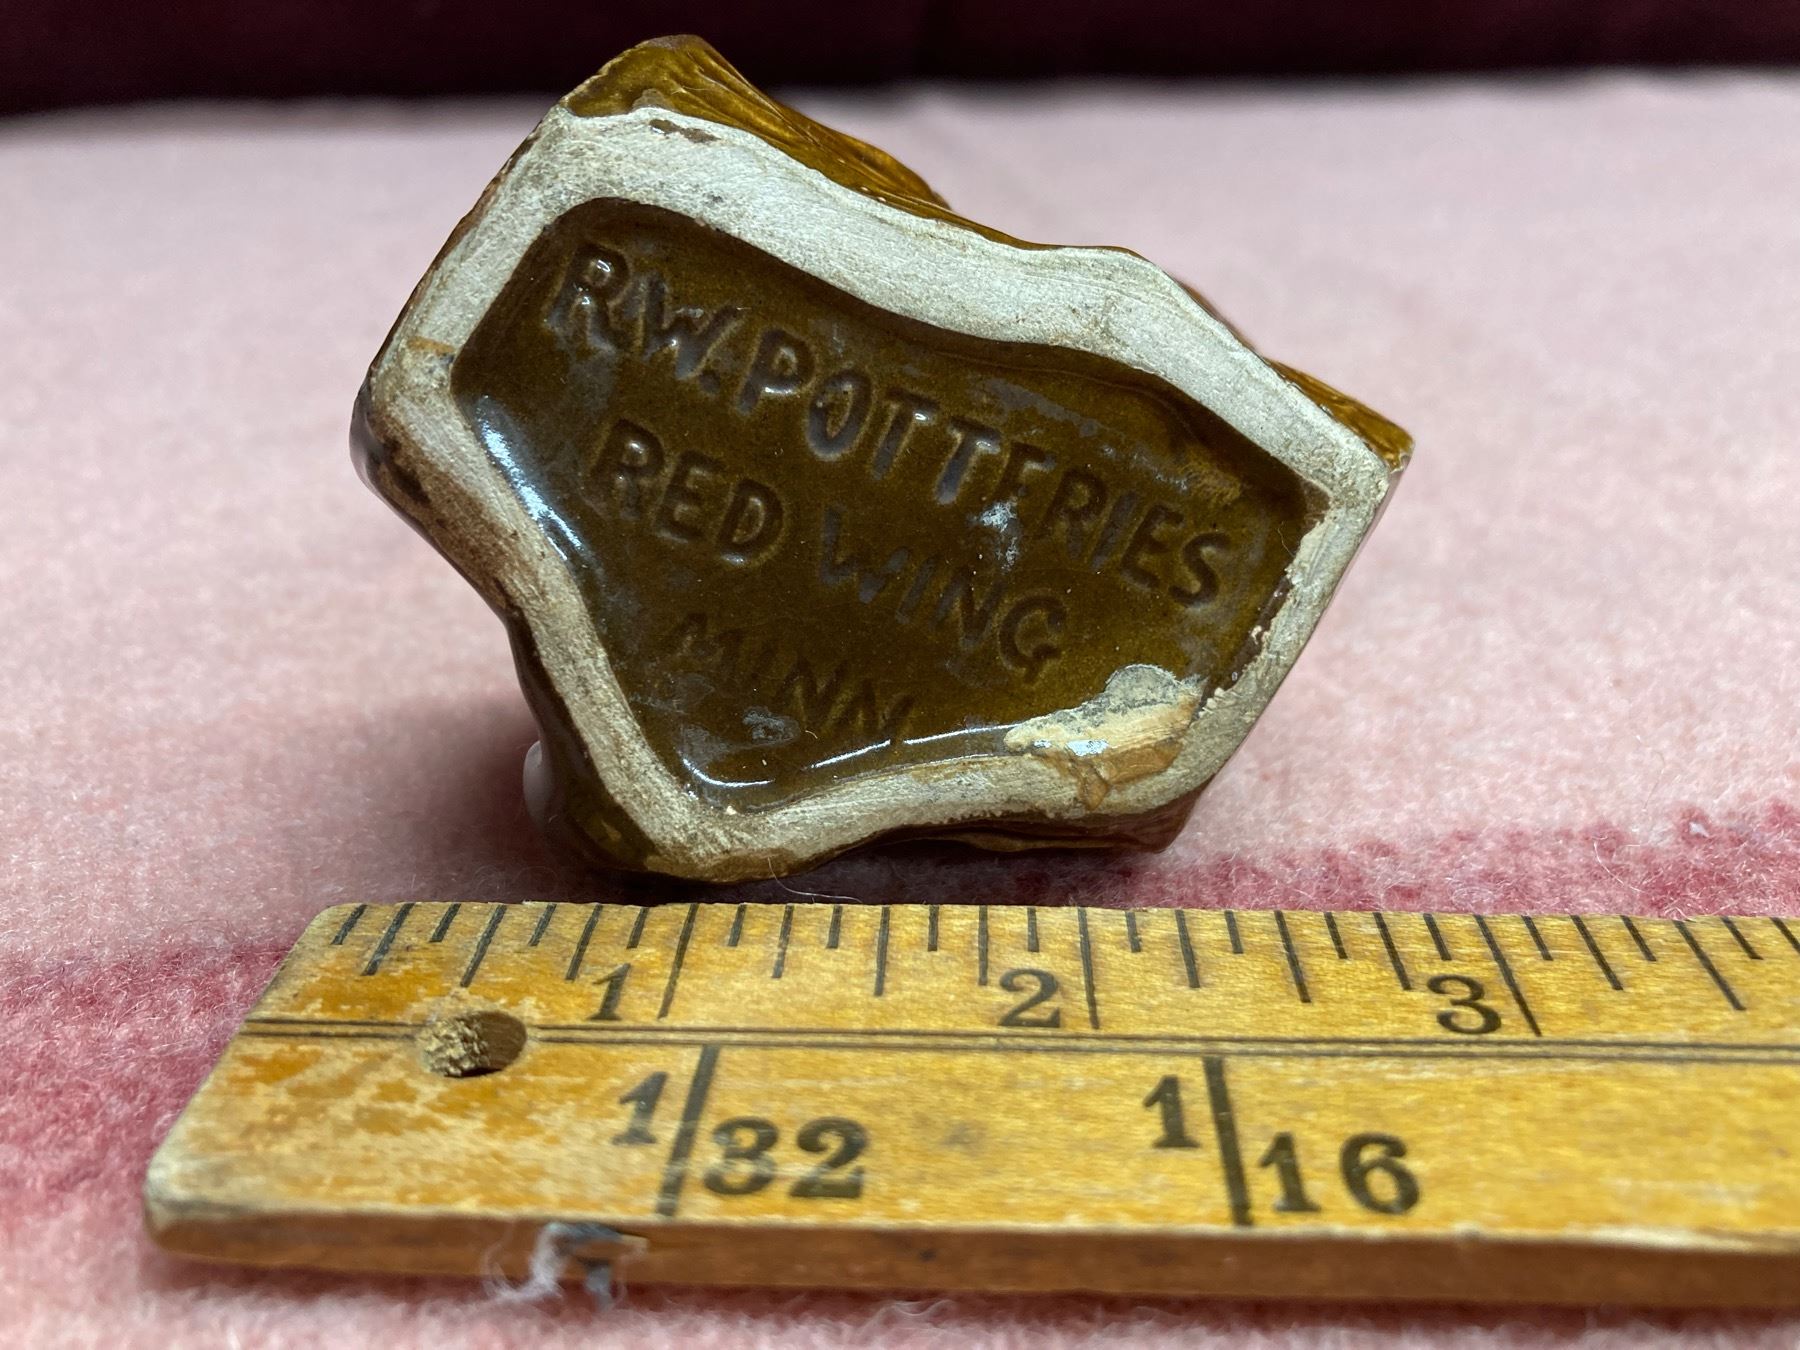 R.W. POTTERIES
RED WING
MINN
1 2 3
1 32 1 16